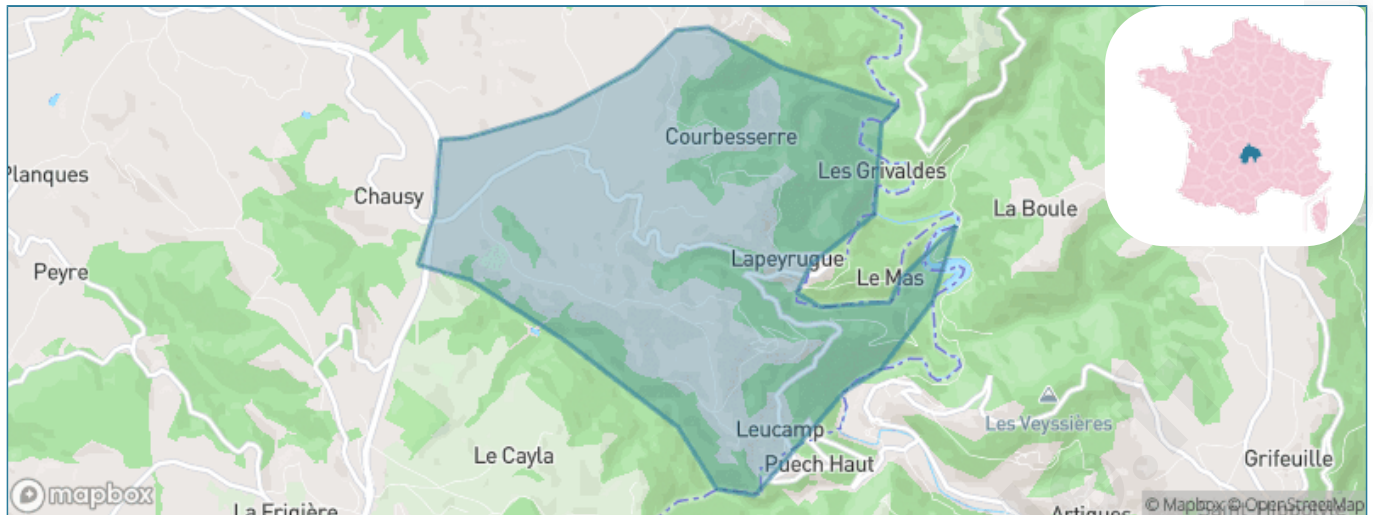 Courbesserre
Planques
Les Grivaldes
Chausy
La Boule
Lapeyrugue
Peyre
Le Mas
Les Veyssières
Leucamp
Le Cayla
Puech Haut
Grifeuille
mapbox
La Frigière
Artiques
© Mapbox © OpenStreetMap